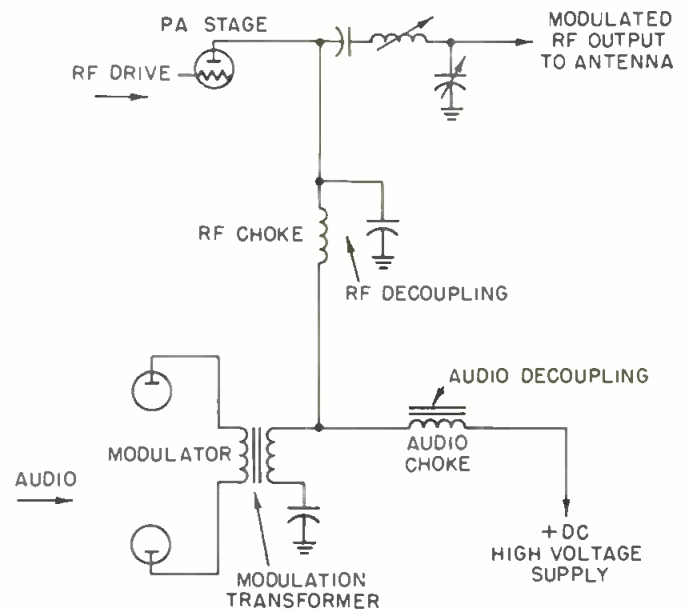 PA STAGE
MODULATED
RF OUTPUT
TO ANTENNA
RF DRIVE
RF CHOKE
RF DECOUPLING
AUDIO DECOUPLING
AUDIO
CHOKE
MODULATOR
AUDIO
+DC
HIGH VOLTAGE
SUPPLY
MODULATION
TRANSFORMER